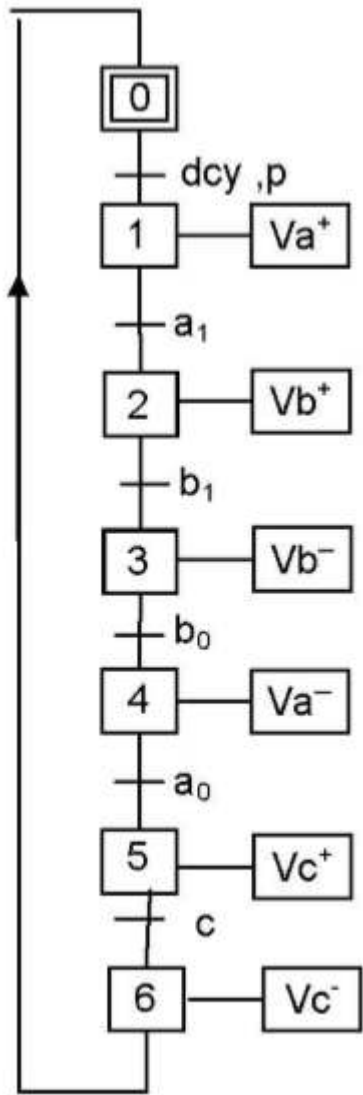 0
dcy ,p
1 Va⁺
a₁
2 Vb⁺
b₁
3 Vb⁻
b₀
4 Va⁻
a₀
5 Vc⁺
c
6 Vc⁻